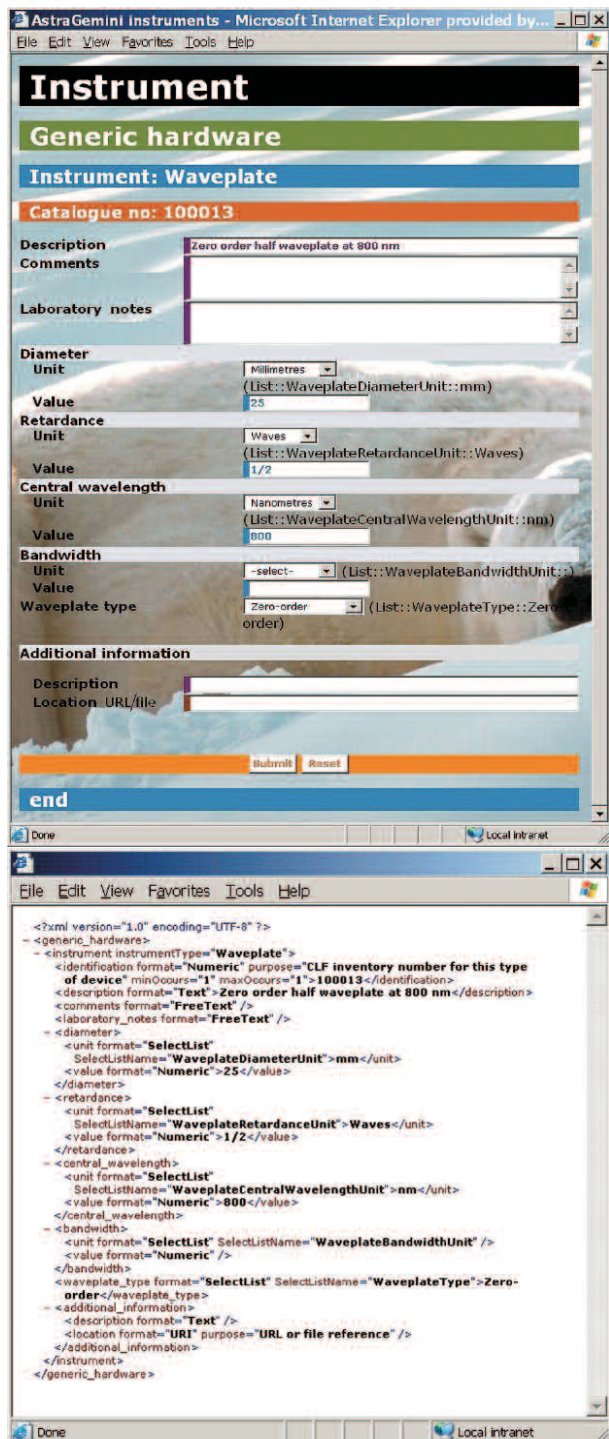 AstraGemini instruments - Microsoft Internet Explorer provided by...
File Edit View Favorites Tools Help
Instrument
Generic hardware
Instrument: Waveplate
Catalogue no: 100013
Description Zero order half waveplate at 800 nm
Comments
Laboratory notes
Diameter
Unit Millimetres
(List::WaveplateDiameterUnit::mm)
Value 25
Retardance
Unit Waves
(List::WaveplateRetardanceUnit::Waves)
Value 1/2
Central wavelength
Unit Nanometres
(List::WaveplateCentralWavelengthUnit::nm)
Value 800
Bandwidth
Unit -select- (List::WaveplateBandwidthUnit::)
Value
Waveplate type Zero-order (List::WaveplateType::Zero
order)
Additional information
Description
Location URL/file
Submit Reset
end
Done Local intranet
File Edit View Favorites Tools Help
<?xml version="1.0" encoding="UTF-8" ?>
- <generic_hardware>
- <instrument instrumentType="Waveplate">
<identification format="Numeric" purpose="CLF inventory number for this type
of device" minOccurs="1" maxOccurs="1">100013</identification>
<description format="Text">Zero order half waveplate at 800 nm</description>
<comments format="FreeText" />
<laboratory_notes format="FreeText" />
- <diameter>
<unit format="SelectList"
SelectListName="WaveplateDiameterUnit">mm</unit>
<value format="Numeric">25</value>
</diameter>
- <retardance>
<unit format="SelectList"
SelectListName="WaveplateRetardanceUnit">Waves</unit>
<value format="Numeric">1/2</value>
</retardance>
- <central_wavelength>
<unit format="SelectList"
SelectListName="WaveplateCentralWavelengthUnit">nm</unit>
<value format="Numeric">800</value>
</central_wavelength>
- <bandwidth>
<unit format="SelectList" SelectListName="WaveplateBandwidthUnit" />
<value format="Numeric" />
</bandwidth>
<waveplate_type format="SelectList" SelectListName="WaveplateType">Zero-
order</waveplate_type>
- <additional_information>
<description format="Text" />
<location format="URI" purpose="URL or file reference" />
</additional_information>
</instrument>
</generic_hardware>
Done Local intranet